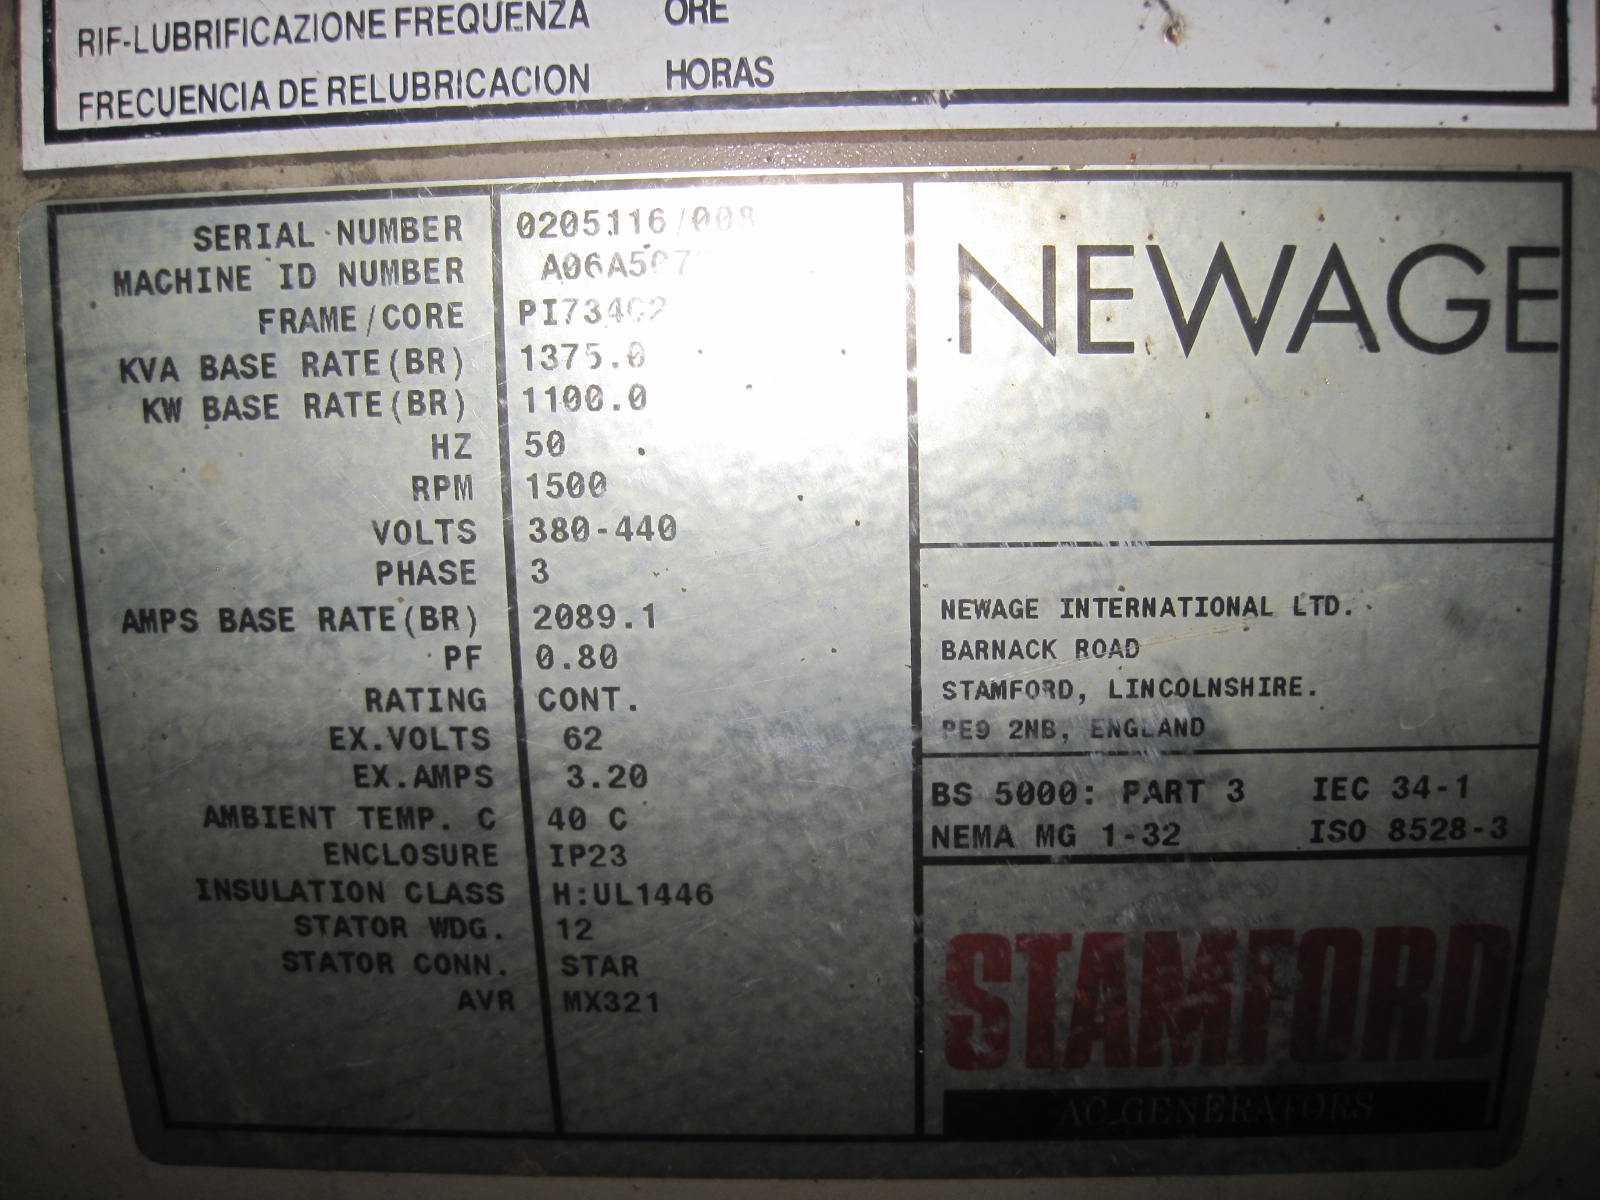 RIF-LUBRIFICAZIONE FREQUENZA ORE
FRECUENCIA DE RELUBRICACION HORAS
SERIAL NUMBER 0205116/008
MACHINE ID NUMBER
FRAME/CORE PI734G2
KVA BASE RATE(BR) 1375.0
KW BASE RATE(BR) 1100.0
HZ 50
RPM 1500
VOLTS 380-440
PHASE 3
AMPS BASE RATE(BR) 2089.1
PF 0.80
RATING CONT.
EX.VOLTS 62
EX.AMPS 3.20
AMBIENT TEMP. C 40 C
ENCLOSURE IP23
INSULATION CLASS H:UL1446
STATOR WDG. 12
STATOR CONN. STAR
AVR MX321
NEWAGE
NEWAGE INTERNATIONAL LTD.
BARNACK ROAD
STAMFORD, LINCOLNSHIRE.
PE9 2NB, ENGLAND
BS 5000: PART 3 IEC 34-1
NEMA MG 1-32 ISO 8528-3
STAMFORD
AC GENERATORS